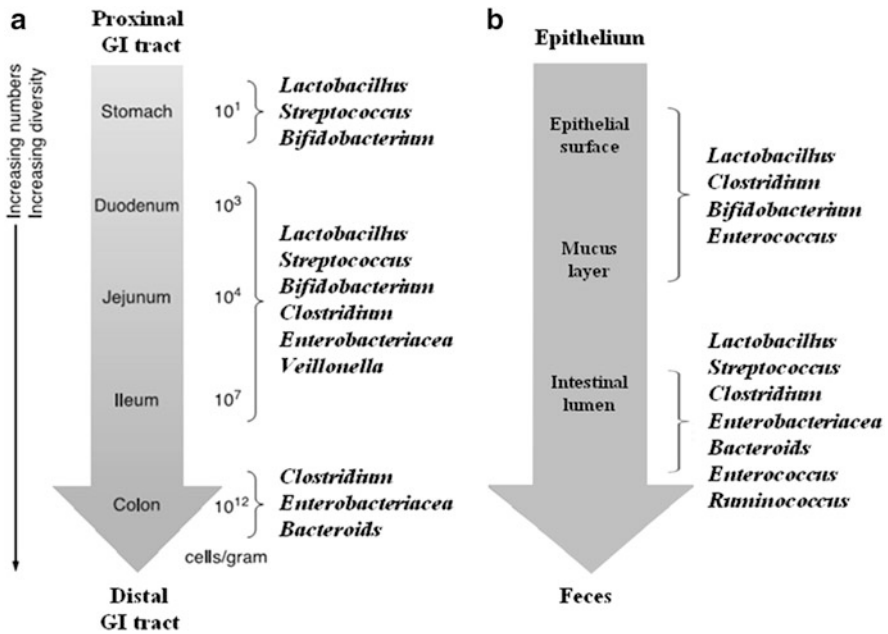 a
Proximal
GI tract
Increasing numbers
Increasing diversity
Stomach
10¹
Lactobacillus
Streptococcus
Bifidobacterium
Duodenum
10³
Jejunum
10⁴
Ileum
10⁷
Lactobacillus
Streptococcus
Bifidobacterium
Clostridium
Enterobacteriacea
Veillonella
Colon
10¹²
Clostridium
Enterobacteriacea
Bacteroids
cells/gram
Distal
GI tract
b
Epithelium
Epithelial
surface
Mucus
layer
Lactobacillus
Clostridium
Bifidobacterium
Enterococcus
Intestinal
lumen
Lactobacillus
Streptococcus
Clostridium
Enterobacteriacea
Bacteroids
Enterococcus
Ruminococcus
Feces